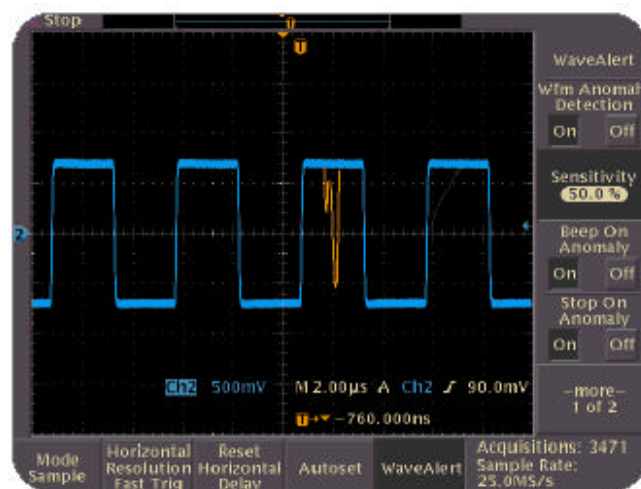 Stop
T
T
WaveAlert
Wfm Anomaly
Detection
On Off
Sensitivity
50.0 %
2
Beep On
Anomaly
On Off
Stop On
Anomaly
On Off
Ch2 500mV M 2.00µs A Ch2 90.0mV
T -760.000ns
-more-
1 of 2
Mode
Sample
Horizontal
Resolution
Fast Trig
Reset
Horizontal
Delay
Autoset
WaveAlert
Acquisitions: 3471
Sample Rate:
25.0MS/s